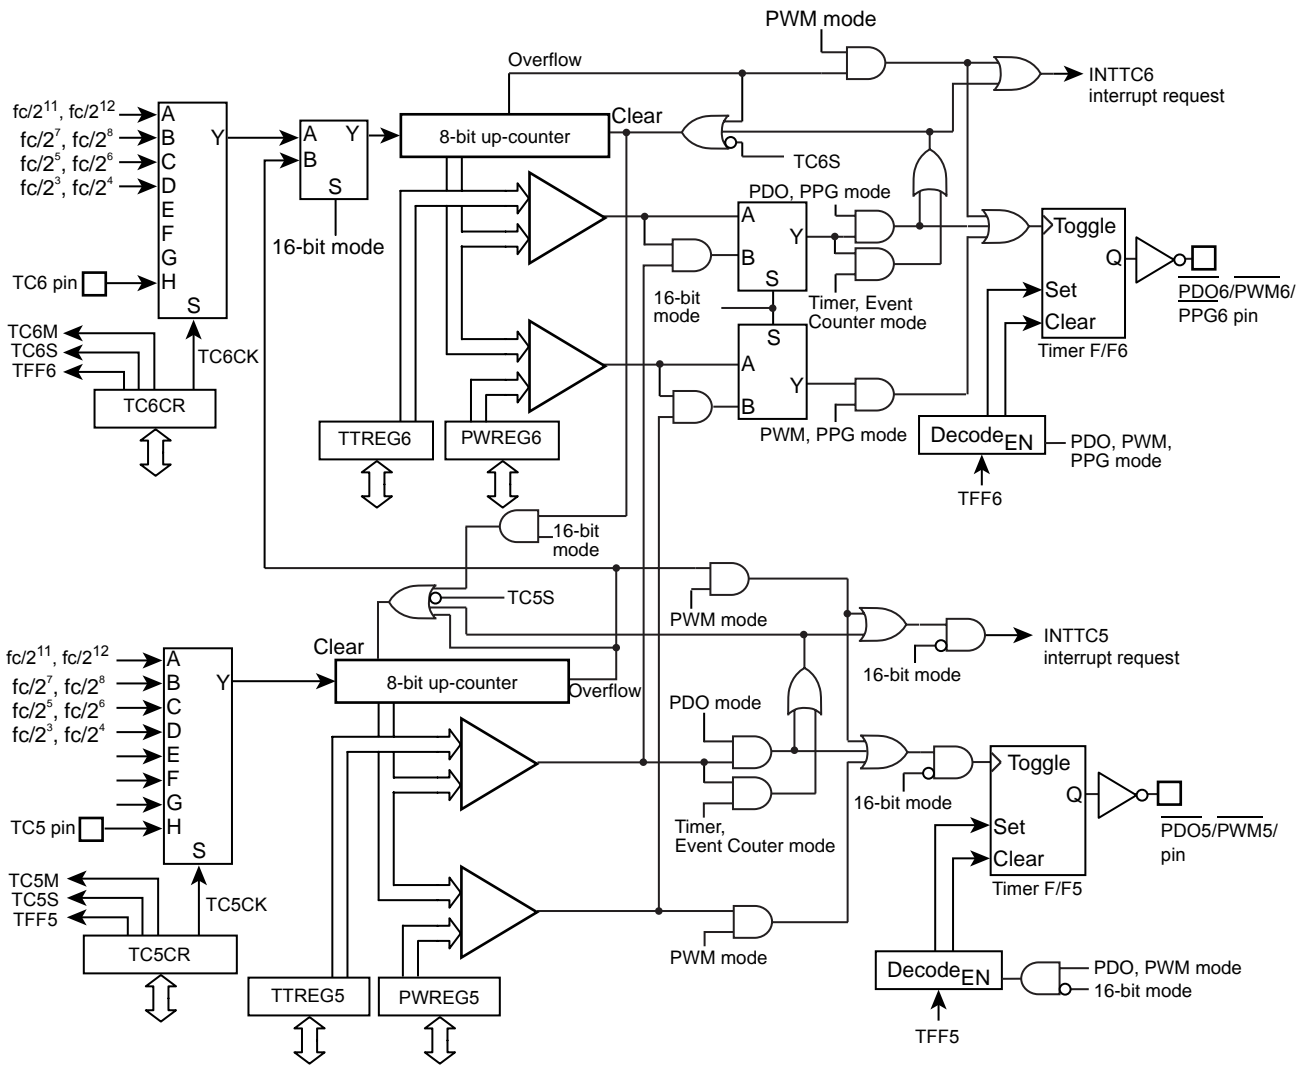 PWM mode
Overflow
INTTC6
interrupt request
fc/2¹¹, fc/2¹²
fc/2⁷, fc/2⁸
fc/2⁵, fc/2⁶
fc/2³, fc/2⁴
A
B
C
D
E
F
G
H
Y
S
A
B
Y
S
8-bit up-counter
Clear
TC6S
16-bit mode
TC6 pin
TC6M
TC6S
TFF6
TC6CK
TC6CR
TTREG6
PWREG6
PDO, PPG mode
A
B
Y
S
16-bit
mode
Timer, Event
Counter mode
S
A
B
Y
PWM, PPG mode
Toggle
Q
Set
Clear
Timer F/F6
PDO6/PWM6/
PPG6 pin
Decode EN
PDO, PWM,
PPG mode
TFF6
16-bit
mode
TC5S
PWM mode
INTTC5
interrupt request
16-bit mode
Clear
8-bit up-counter
Overflow
fc/2¹¹, fc/2¹²
fc/2⁷, fc/2⁸
fc/2⁵, fc/2⁶
fc/2³, fc/2⁴
A
B
C
D
E
F
G
H
Y
S
TC5 pin
TC5M
TC5S
TFF5
TC5CK
TC5CR
TTREG5
PWREG5
PDO mode
Timer,
Event Couter mode
16-bit mode
PWM mode
Toggle
Q
Set
Clear
Timer F/F5
PDO5/PWM5/
pin
Decode EN
PDO, PWM mode
16-bit mode
TFF5